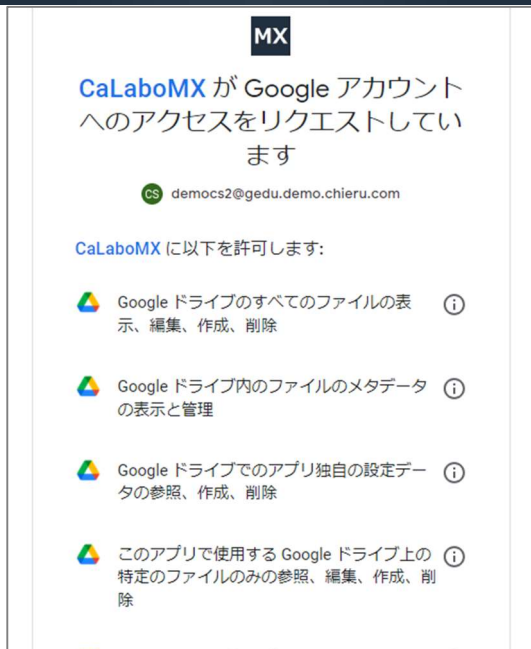 MX
CaLaboMX が Google アカウント
へのアクセスをリクエストしてい
ます
CS democs2@gedu.demo.chieru.com
CaLaboMX に以下を許可します:
Google ドライブのすべてのファイルの表
示、編集、作成、削除
Google ドライブ内のファイルのメタデータ
の表示と管理
Google ドライブでのアプリ独自の設定デー
タの参照、作成、削除
このアプリで使用する Google ドライブ上の
特定のファイルのみの参照、編集、作成、削
除